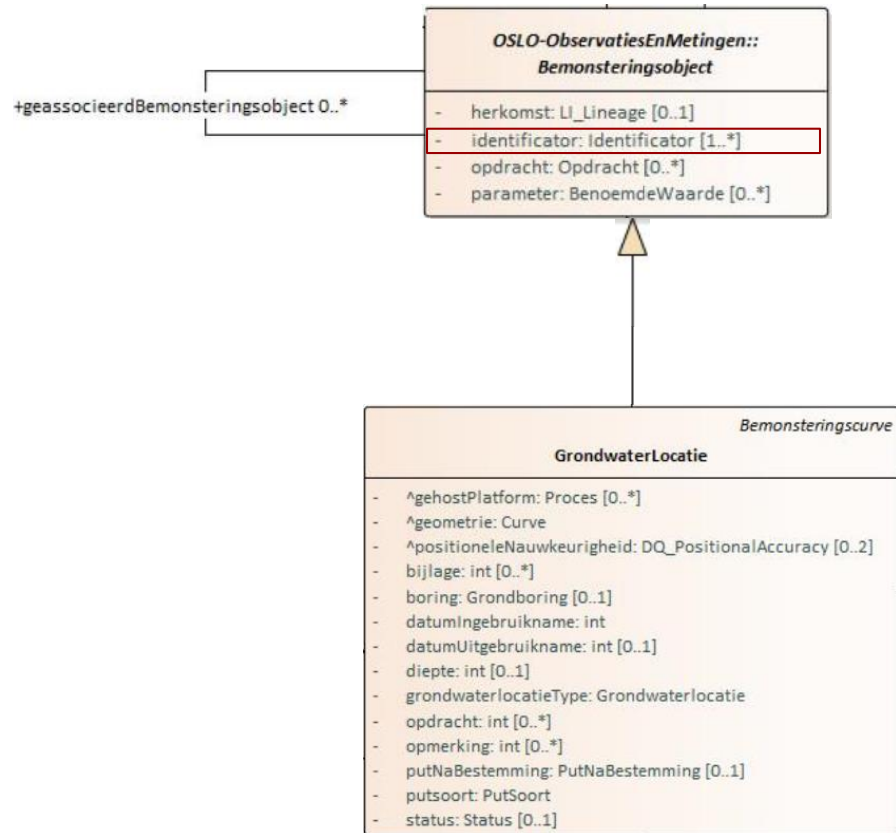 OSLO-ObservatiesEnMetingen::
Bemonsteringsobject
+geassocieerdBemonsteringsobject 0..*
- herkomst: LI_Lineage [0..1]
- identificator: Identificator [1..*]
- opdracht: Opdracht [0..*]
- parameter: BenoemdeWaarde [0..*]
Bemonsteringscurve
GrondwaterLocatie
- ^gehostPlatform: Proces [0..*]
- ^geometrie: Curve
- ^positioneleNauwkeurigheid: DQ_PositionalAccuracy [0..2]
- bijlage: int [0..*]
- boring: Grondboring [0..1]
- datumIngebruikname: int
- datumUitgebruikname: int [0..1]
- diepte: int [0..1]
- grondwaterlocatieType: Grondwaterlocatie
- opdracht: int [0..*]
- opmerking: int [0..*]
- putNaBestemming: PutNaBestemming [0..1]
- putsoort: PutSoort
- status: Status [0..1]